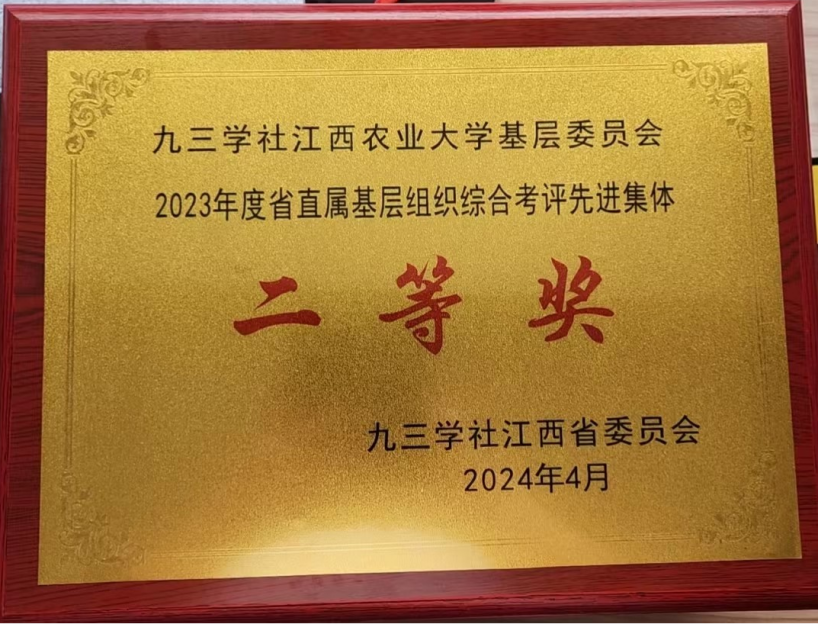 九三学社江西农业大学基层委员会
2023年度省直属基层组织综合考评先进集体
二等奖
九三学社江西省委员会
2024年4月